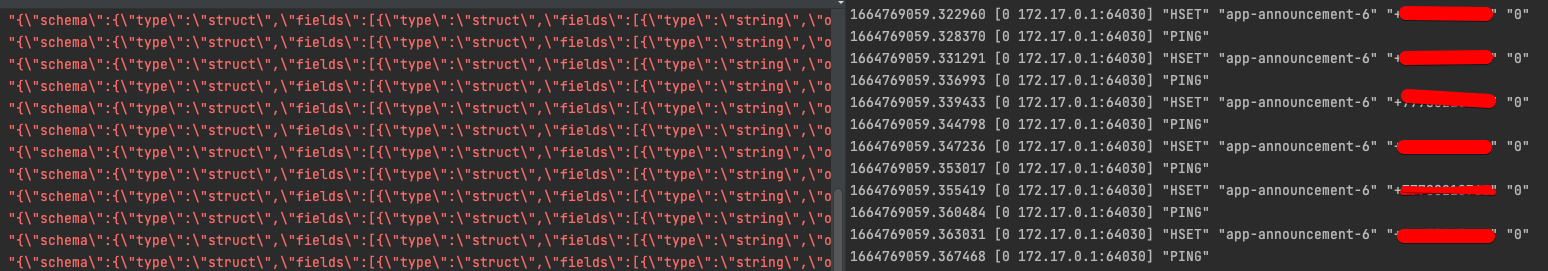 "{\"schema\":{\"type\":\"struct\",\"fields\":[{\"type\":\"struct\",\"fields\":[{\"type\":\"string\",\"o
"{\"schema\":{\"type\":\"struct\",\"fields\":[{\"type\":\"struct\",\"fields\":[{\"type\":\"string\",\"o
"{\"schema\":{\"type\":\"struct\",\"fields\":[{\"type\":\"struct\",\"fields\":[{\"type\":\"string\",\"o
"{\"schema\":{\"type\":\"struct\",\"fields\":[{\"type\":\"struct\",\"fields\":[{\"type\":\"string\",\"o
"{\"schema\":{\"type\":\"struct\",\"fields\":[{\"type\":\"struct\",\"fields\":[{\"type\":\"string\",\"o
"{\"schema\":{\"type\":\"struct\",\"fields\":[{\"type\":\"struct\",\"fields\":[{\"type\":\"string\",\"o
"{\"schema\":{\"type\":\"struct\",\"fields\":[{\"type\":\"struct\",\"fields\":[{\"type\":\"string\",\"o
"{\"schema\":{\"type\":\"struct\",\"fields\":[{\"type\":\"struct\",\"fields\":[{\"type\":\"string\",\"o
"{\"schema\":{\"type\":\"struct\",\"fields\":[{\"type\":\"struct\",\"fields\":[{\"type\":\"string\",\"o
"{\"schema\":{\"type\":\"struct\",\"fields\":[{\"type\":\"struct\",\"fields\":[{\"type\":\"string\",\"o
"{\"schema\":{\"type\":\"struct\",\"fields\":[{\"type\":\"struct\",\"fields\":[{\"type\":\"string\",\"o
"{\"schema\":{\"type\":\"struct\",\"fields\":[{\"type\":\"struct\",\"fields\":[{\"type\":\"string\",\"o
1664769059.322960 [0 172.17.0.1:64030] "HSET" "app-announcement-6" "+ " "0"
1664769059.328370 [0 172.17.0.1:64030] "PING"
1664769059.331291 [0 172.17.0.1:64030] "HSET" "app-announcement-6" "+ " "0"
1664769059.336993 [0 172.17.0.1:64030] "PING"
1664769059.339433 [0 172.17.0.1:64030] "HSET" "app-announcement-6" "+ " "0"
1664769059.344798 [0 172.17.0.1:64030] "PING"
1664769059.347236 [0 172.17.0.1:64030] "HSET" "app-announcement-6" "+ " "0"
1664769059.353017 [0 172.17.0.1:64030] "PING"
1664769059.355419 [0 172.17.0.1:64030] "HSET" "app-announcement-6" "+ " "0"
1664769059.360484 [0 172.17.0.1:64030] "PING"
1664769059.363031 [0 172.17.0.1:64030] "HSET" "app-announcement-6" "+ " "0"
1664769059.367468 [0 172.17.0.1:64030] "PING"